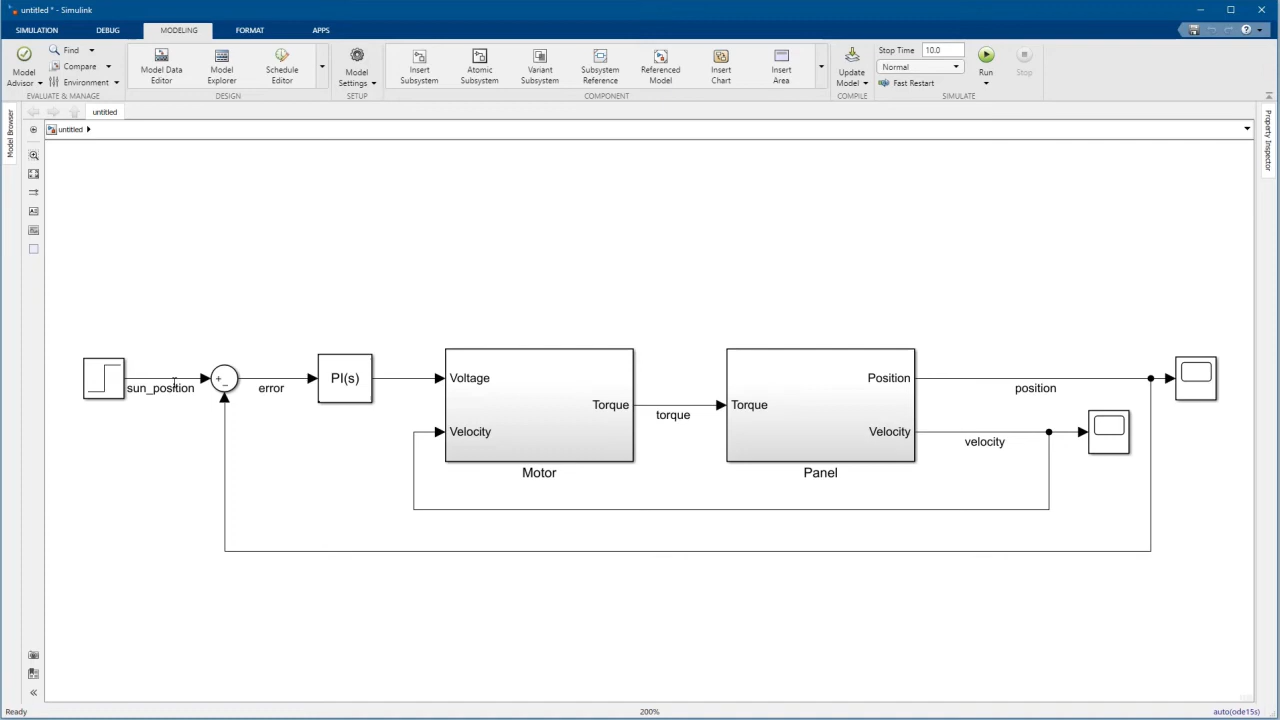 untitled * - Simulink
SIMULATION DEBUG MODELING FORMAT APPS
Model Advisor
Find
Compare
Environment
EVALUATE & MANAGE
Model Data Editor
Model Explorer
Schedule Editor
DESIGN
Model Settings
SETUP
Insert Subsystem
Atomic Subsystem
Variant Subsystem
Subsystem Reference
Referenced Model
Insert Chart
Insert Area
COMPONENT
Update Model
COMPILE
Stop Time 10.0
Normal
Fast Restart
Run
Stop
SIMULATE
untitled
untitled
Model Browser
Property Inspector
sun_position
+
_
error
PI(s)
Voltage
Velocity
Torque
Motor
torque
Torque
Position
Velocity
Panel
position
velocity
Ready
200%
auto(ode15s)